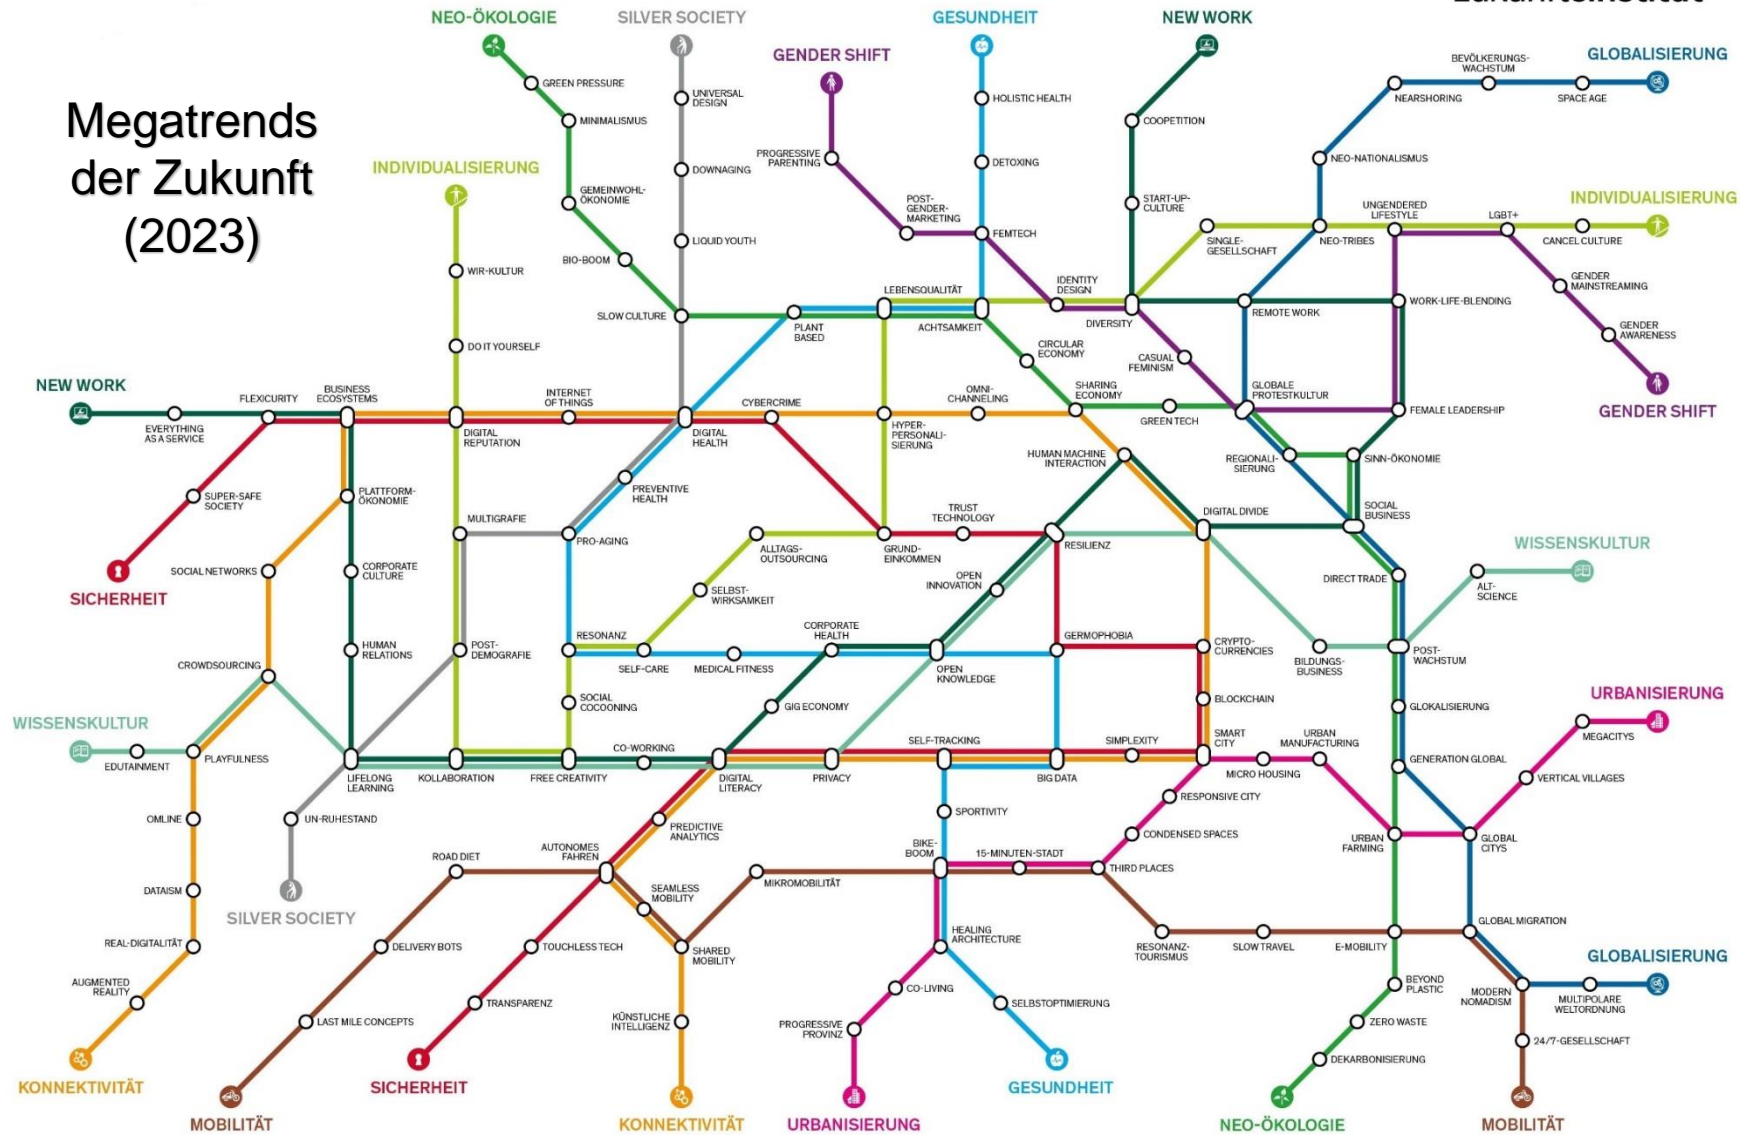 zukunftsInstitut
NEO-ÖKOLOGIE
SILVER SOCIETY
GESUNDHEIT
NEW WORK
GENDER SHIFT
GLOBALISIERUNG
BEVÖLKERUNGS-
WACHSTUM
NEARSHORING
SPACE AGE
GREEN PRESSURE
UNIVERSAL
DESIGN
HOLISTIC HEALTH
Megatrends
der Zukunft
(2023)
MINIMALISMUS
COOPETITION
INDIVIDUALISIERUNG
PROGRESSIVE
PARENTING
DOWNAGING
DETOXING
NEO-NATIONALISMUS
GEMEINWOHL-
ÖKONOMIE
POST-
GENDER-
MARKETING
START-UP-
CULTURE
UNGENDERED
LIFESTYLE
LGBT+
INDIVIDUALISIERUNG
LIQUID YOUTH
FEMTECH
SINGLE-
GESELLSCHAFT
NEO-TRIBES
CANCEL CULTURE
WIR-KULTUR
BIO-BOOM
LEBENSQUALITÄT
IDENTITY
DESIGN
GENDER
MAINSTREAMING
SLOW CULTURE
PLANT
BASED
ACHTSAMKEIT
DIVERSITY
REMOTE WORK
WORK-LIFE-BLENDING
GENDER
AWARENESS
DO IT YOURSELF
CIRCULAR
ECONOMY
CASUAL
FEMINISM
NEW WORK
FLEXICURITY
BUSINESS
ECOSYSTEMS
INTERNET
OF THINGS
CYBERCRIME
OMNI-
CHANNELING
SHARING
ECONOMY
GLOBALE
PROTESTKULTUR
FEMALE LEADERSHIP
GENDER SHIFT
EVERYTHING
AS A SERVICE
DIGITAL
REPUTATION
DIGITAL
HEALTH
HYPER-
PERSONALI-
SIERUNG
GREEN TECH
HUMAN MACHINE
INTERACTION
REGIONALI-
SIERUNG
SINN-ÖKONOMIE
SUPER-SAFE
SOCIETY
PLATTFORM-
ÖKONOMIE
PREVENTIVE
HEALTH
MULTIGRAFIE
PRO-AGING
ALLTAGS-
OUTSOURCING
GRUND-
EINKOMMEN
TRUST
TECHNOLOGY
RESILIENZ
DIGITAL DIVIDE
SOCIAL
BUSINESS
WISSENSKULTUR
SICHERHEIT
SOCIAL NETWORKS
CORPORATE
CULTURE
SELBST-
WIRKSAMKEIT
OPEN
INNOVATION
DIRECT TRADE
ALT-
SCIENCE
HUMAN
RELATIONS
POST-
DEMOGRAFIE
RESONANZ
SELF-CARE
MEDICAL FITNESS
CORPORATE
HEALTH
OPEN
KNOWLEDGE
GERMOPHOBIA
CRYPTO-
CURRENCIES
BILDUNGS-
BUSINESS
POST-
WACHSTUM
CROWDSOURCING
SOCIAL
COCOONING
GIG ECONOMY
BLOCKCHAIN
GLOKALISIERUNG
URBANISIERUNG
MEGACITYS
WISSENSKULTUR
EDUTAINMENT
PLAYFULNESS
LIFELONG
LEARNING
KOLLABORATION
FREE CREATIVITY
CO-WORKING
DIGITAL
LITERACY
PRIVACY
SELF-TRACKING
BIG DATA
SIMPLEXITY
SMART
CITY
MICRO HOUSING
URBAN
MANUFACTURING
GENERATION GLOBAL
VERTICAL VILLAGES
OMLINE
UN-RUHESTAND
PREDICTIVE
ANALYTICS
SPORTIVITY
RESPONSIVE CITY
CONDENSED SPACES
URBAN
FARMING
GLOBAL
CITYS
ROAD DIET
AUTONOMES
FAHREN
SEAMLESS
MOBILITY
MIKROMOBILITÄT
BIKE-
BOOM
15-MINUTEN-STADT
THIRD PLACES
DATAISM
SILVER SOCIETY
REAL-DIGITALITÄT
DELIVERY BOTS
TOUCHLESS TECH
SHARED
MOBILITY
HEALING
ARCHITECTURE
RESONANZ-
TOURISMUS
SLOW TRAVEL
E-MOBILITY
GLOBAL MIGRATION
GLOBALISIERUNG
AUGMENTED
REALITY
LAST MILE CONCEPTS
TRANSPARENZ
KÜNSTLICHE
INTELLIGENZ
CO-LIVING
PROGRESSIVE
PROVINZ
SELBSTOPTIMIERUNG
BEYOND
PLASTIC
ZERO WASTE
MODERN
NOMADISM
MULTIPOLARE
WELTORDNUNG
24/7-GESELLSCHAFT
DEKARBONISIERUNG
KONNEKTIVITÄT
MOBILITÄT
SICHERHEIT
KONNEKTIVITÄT
URBANISIERUNG
GESUNDHEIT
NEO-ÖKOLOGIE
MOBILITÄT